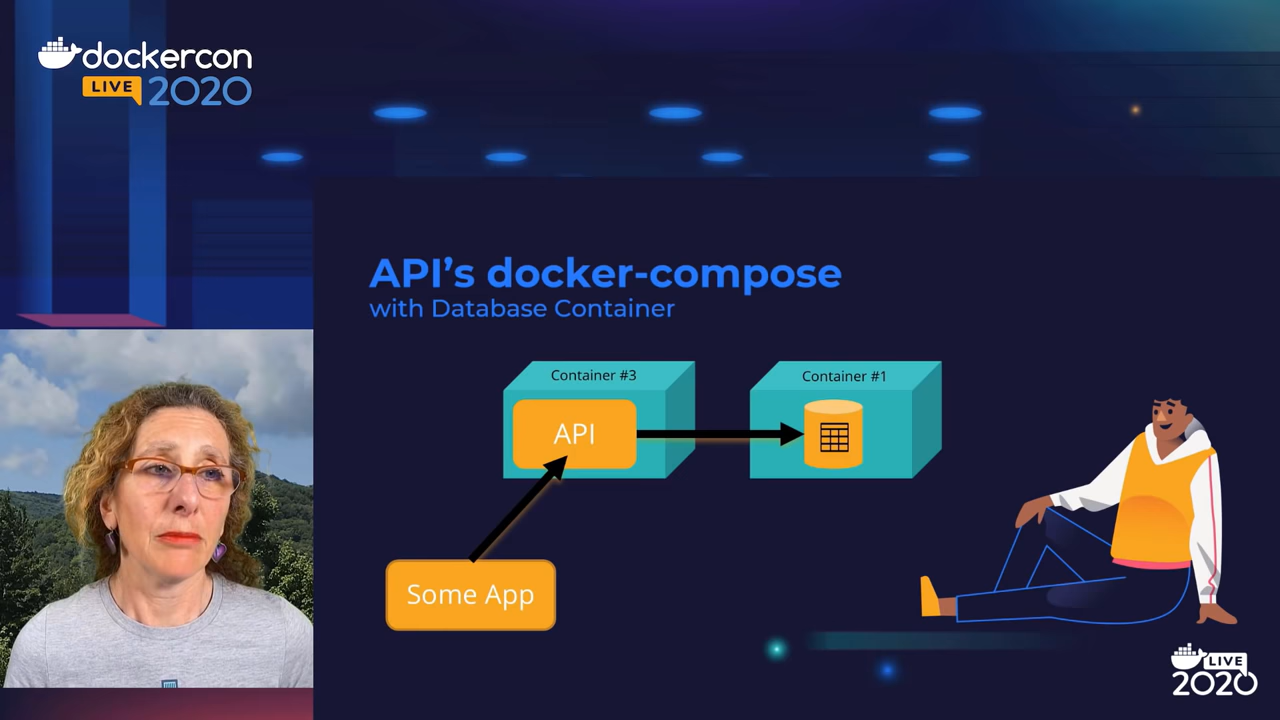 dockercon
LIVE 2020
API's docker-compose
with Database Container
Container #3
Container #1
API
Some App
LIVE
2020